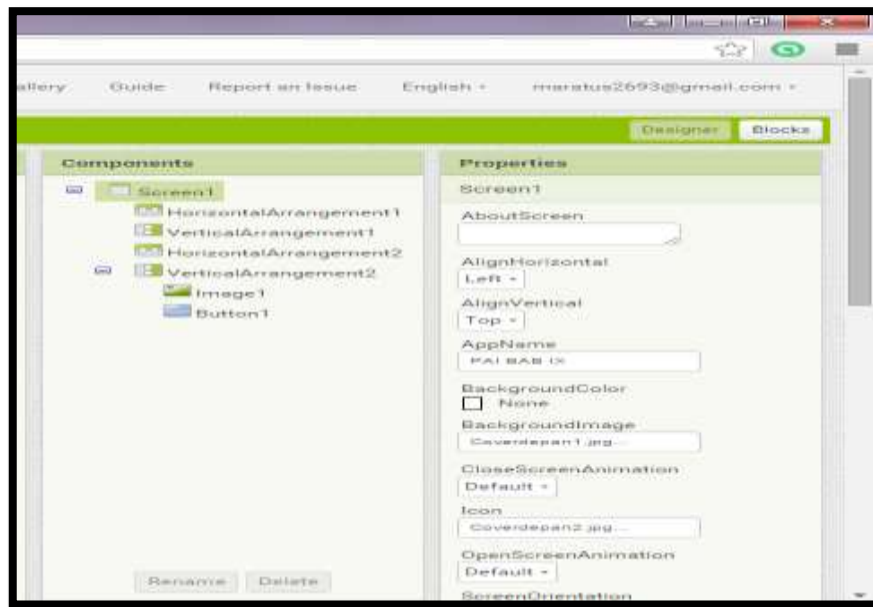 allery Guide Report an Issue English maratus2693@gmail.com
Designer Blocks
Components
Screen1
HorizontalArrangement1
VerticalArrangement1
HorizontalArrangement2
VerticalArrangement2
Image1
Button1
Rename Delete
Properties
Screen1
AboutScreen
AlignHorizontal
Left
AlignVertical
Top
AppName
PAI BAB IX
BackgroundColor
None
BackgroundImage
Coverdepan1.jpg...
CloseScreenAnimation
Default
Icon
Coverdepan2.jpg...
OpenScreenAnimation
Default
ScreenOrientation